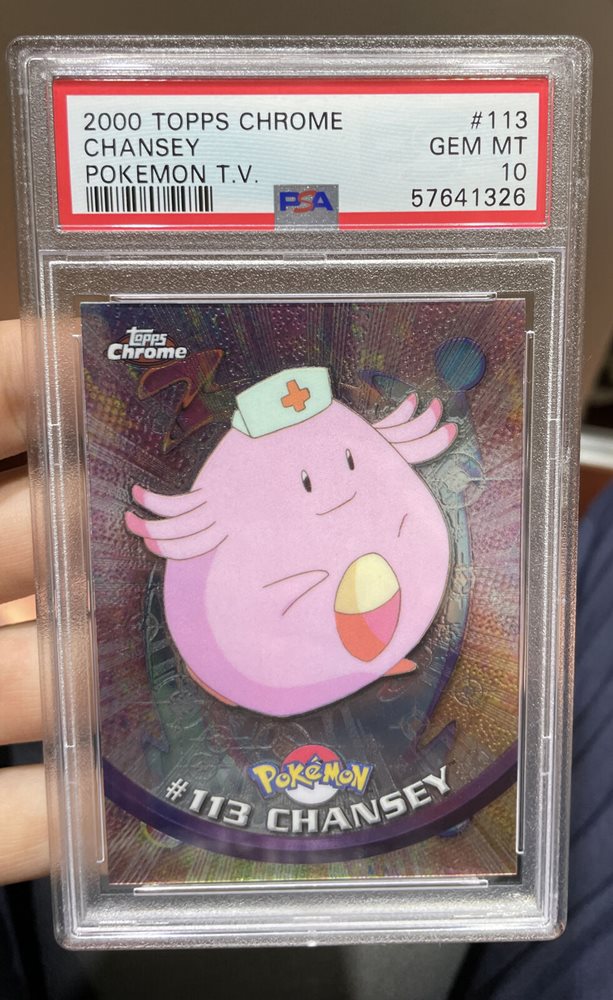 2000 TOPPS CHROME #113
CHANSEY GEM MT
POKEMON T.V. 10
PSA 57641326
Topps
Chrome
POKéMON
#113 CHANSEY